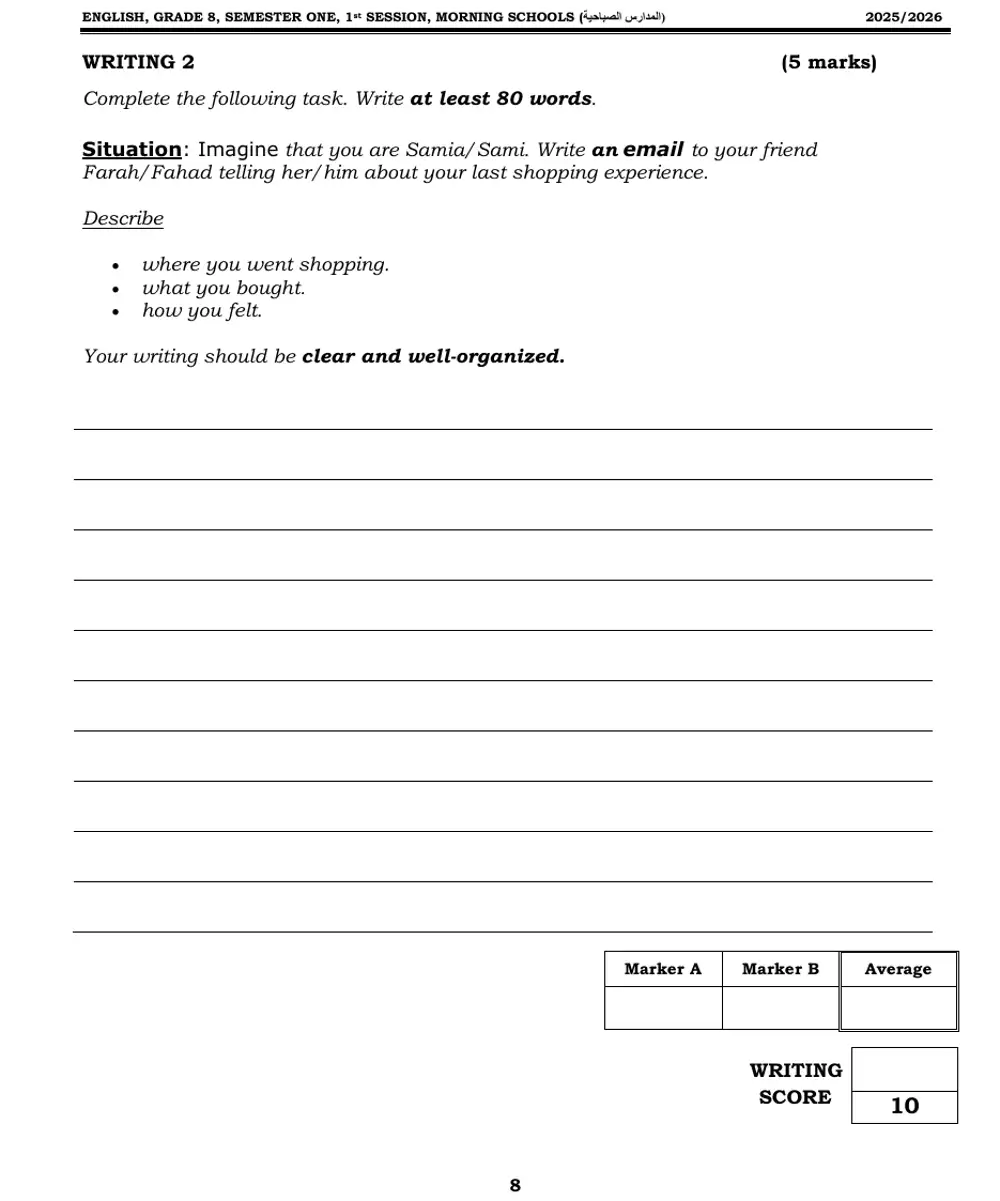 ENGLISH, GRADE 8, SEMESTER ONE, 1st SESSION, MORNING SCHOOLS (المدارس الصباحية) 2025/2026
WRITING 2 (5 marks)
Complete the following task. Write at least 80 words.
Situation: Imagine that you are Samia/Sami. Write an email to your friend
Farah/Fahad telling her/him about your last shopping experience.
Describe
• where you went shopping.
• what you bought.
• how you felt.
Your writing should be clear and well-organized.
Marker A Marker B Average
WRITING
SCORE
10
8